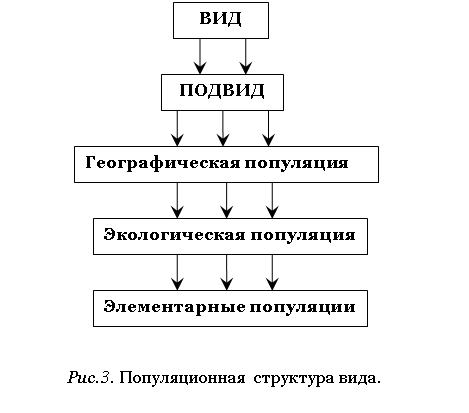 ВИД
ПОДВИД
Географическая популяция
Экологическая популяция
Элементарные популяции
Рис.3. Популяционная структура вида.